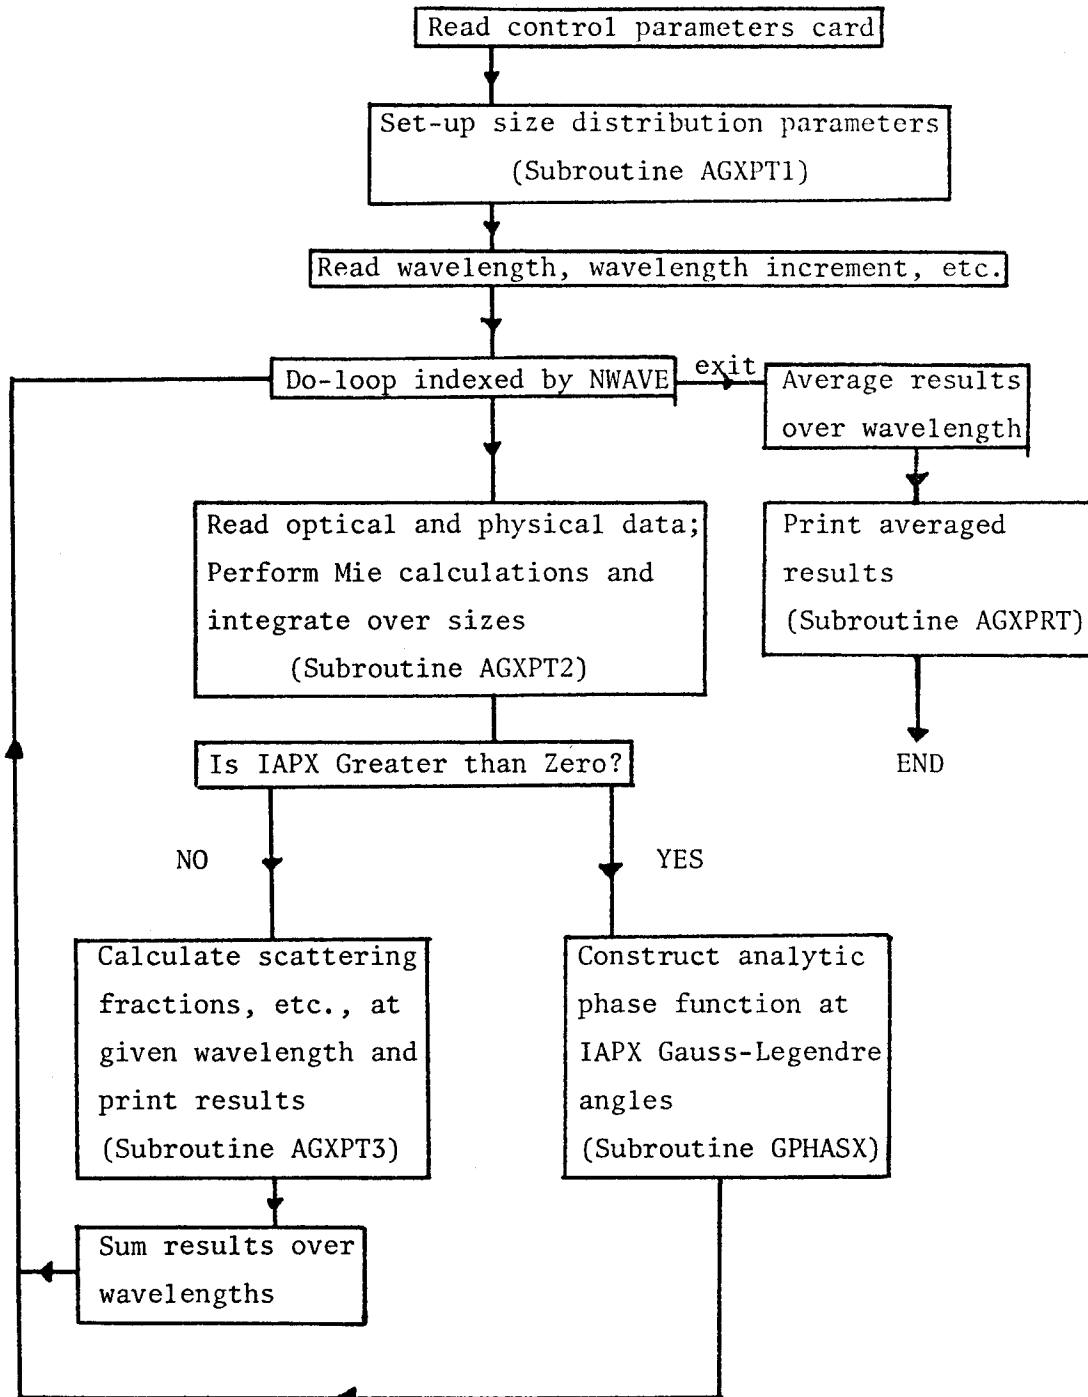 Read control parameters card
Set-up size distribution parameters
(Subroutine AGXPT1)
Read wavelength, wavelength increment, etc.
Do-loop indexed by NWAVE
exit
Average results
over wavelength
Read optical and physical data;
Perform Mie calculations and
integrate over sizes
(Subroutine AGXPT2)
Print averaged
results
(Subroutine AGXPRT)
END
Is IAPX Greater than Zero?
NO
YES
Calculate scattering
fractions, etc., at
given wavelength and
print results
(Subroutine AGXPT3)
Construct analytic
phase function at
IAPX Gauss-Legendre
angles
(Subroutine GPHASX)
Sum results over
wavelengths